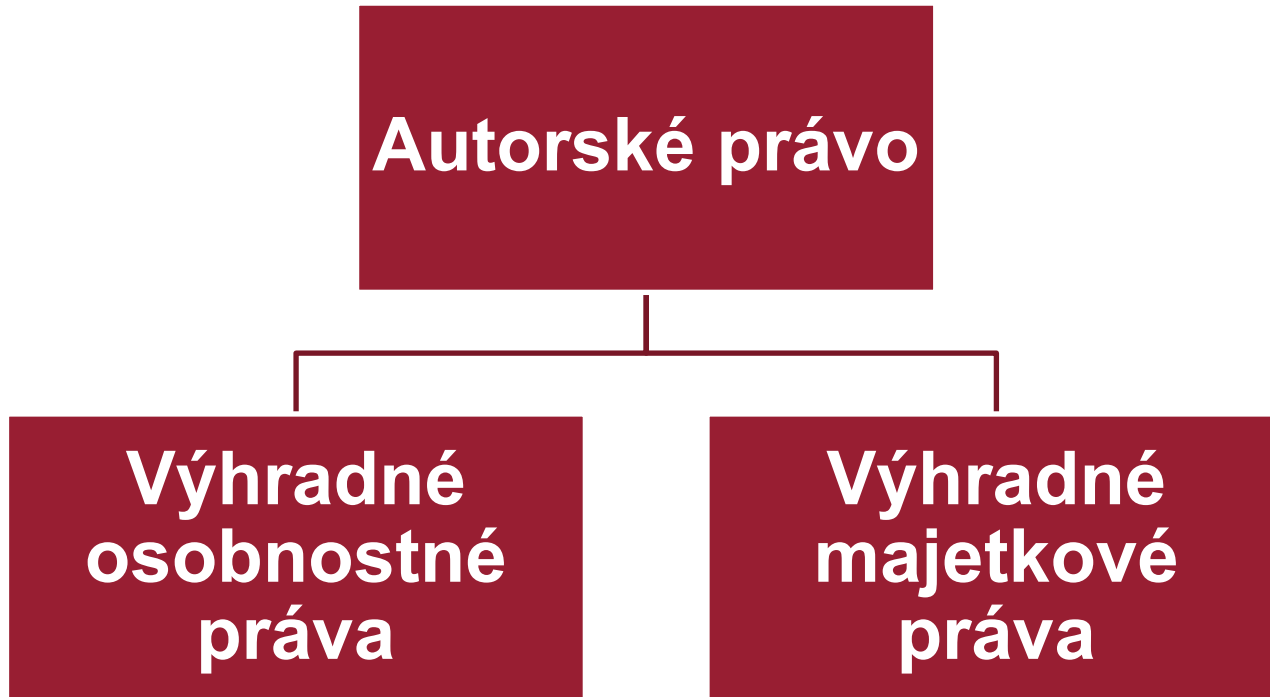 Autorské právo
Výhradné
osobnostné
práva
Výhradné
majetkové
práva